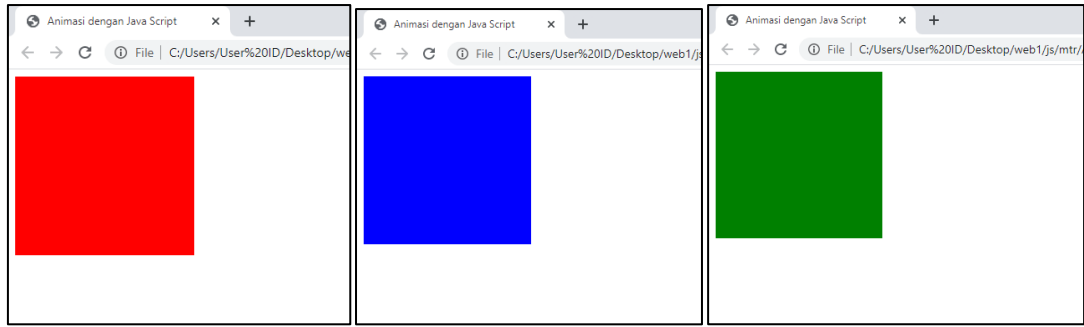 Animasi dengan Java Script
File | C:/Users/User%20ID/Desktop/we
Animasi dengan Java Script
File | C:/Users/User%20ID/Desktop/web1/js
Animasi dengan Java Script
File | C:/Users/User%20ID/Desktop/web1/js/mtr/